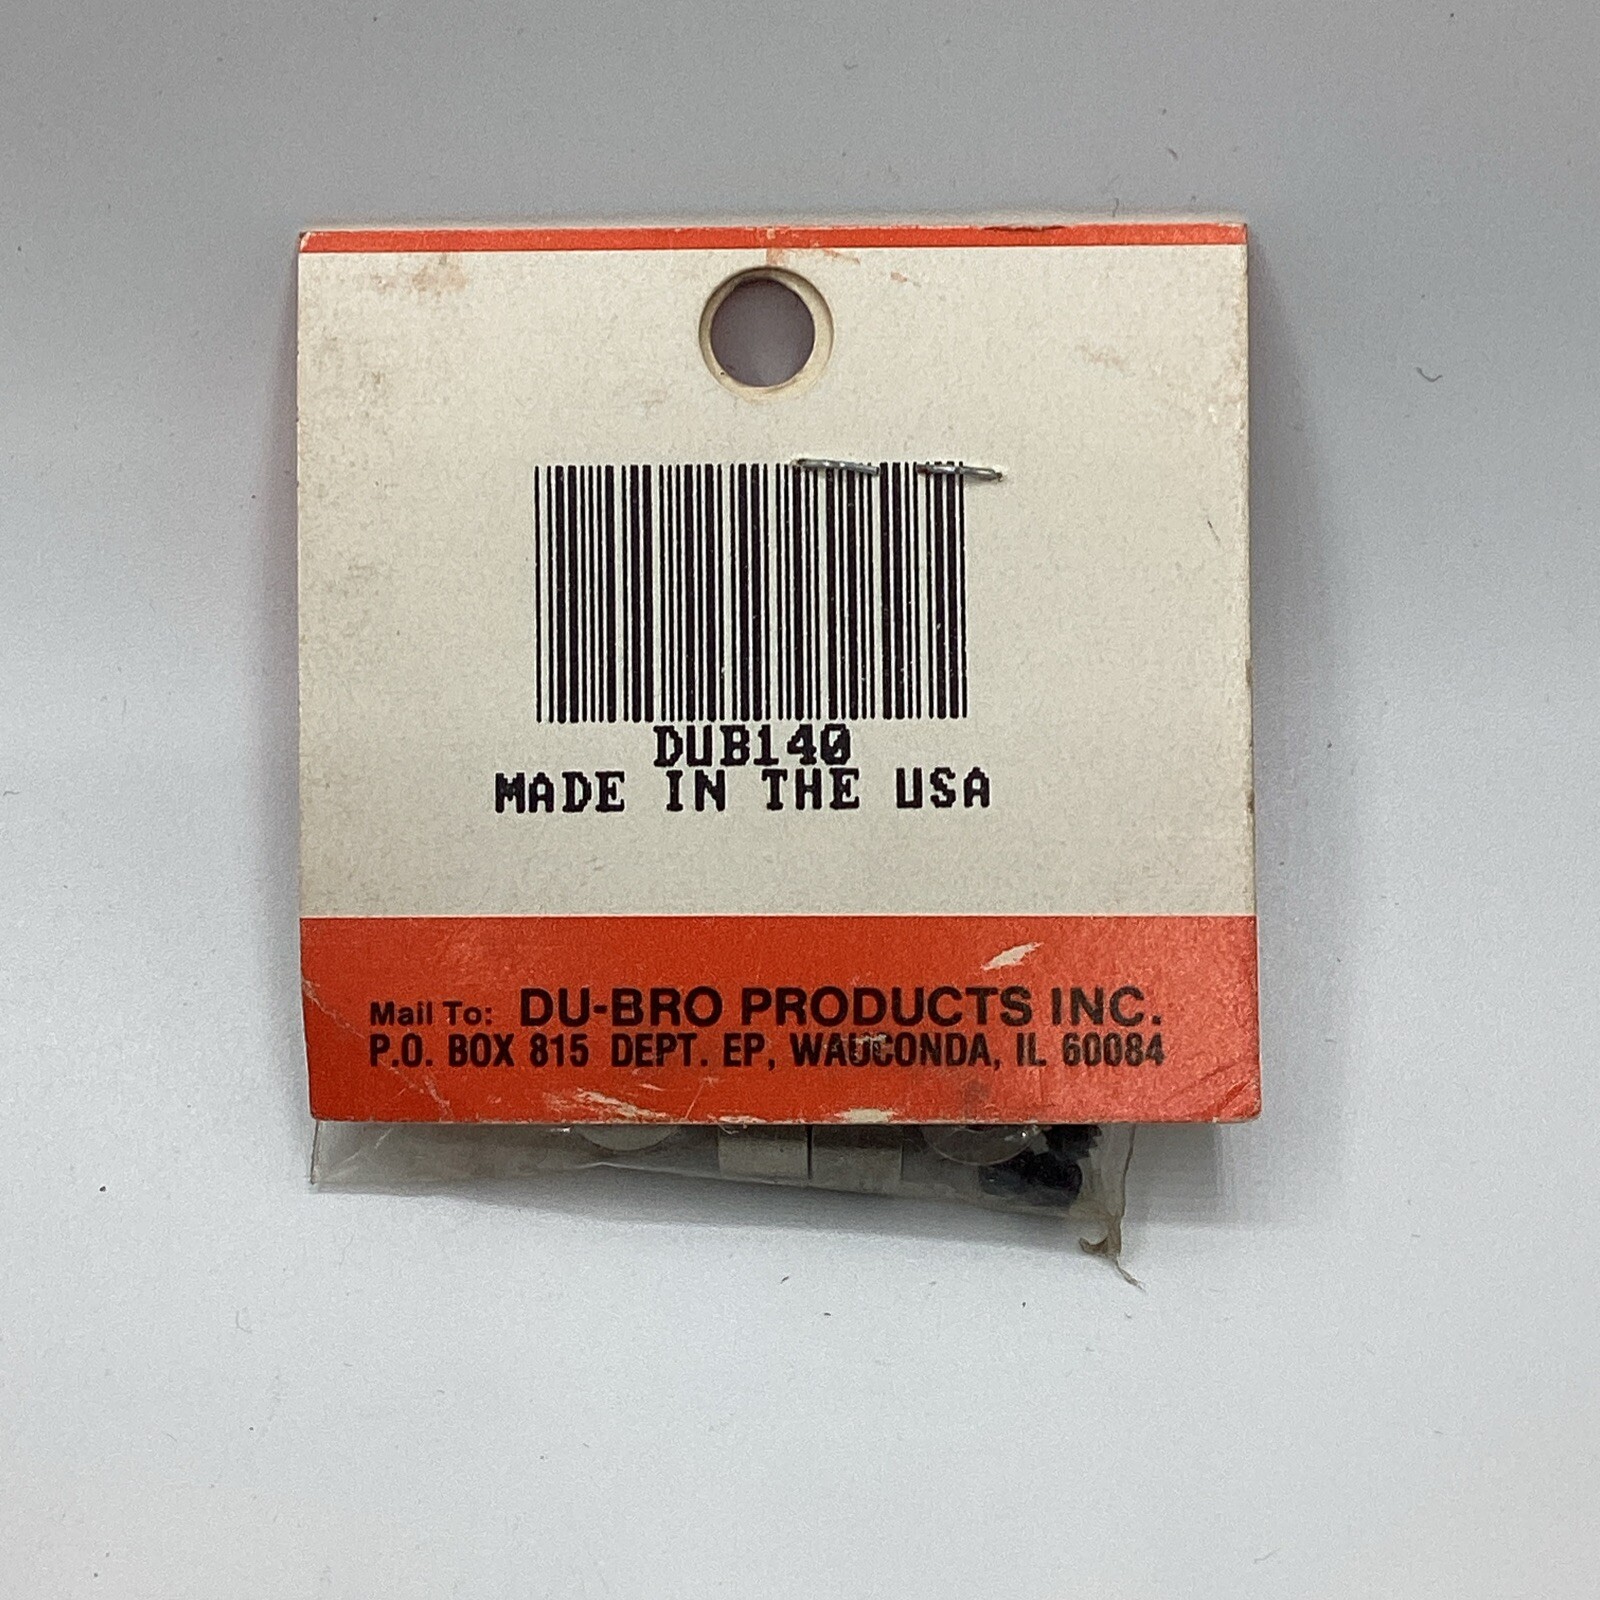 DUB140
MADE IN THE USA
Mail To: DU-BRO PRODUCTS INC.
P.O. BOX 815 DEPT. EP, WAUCONDA, IL 60084